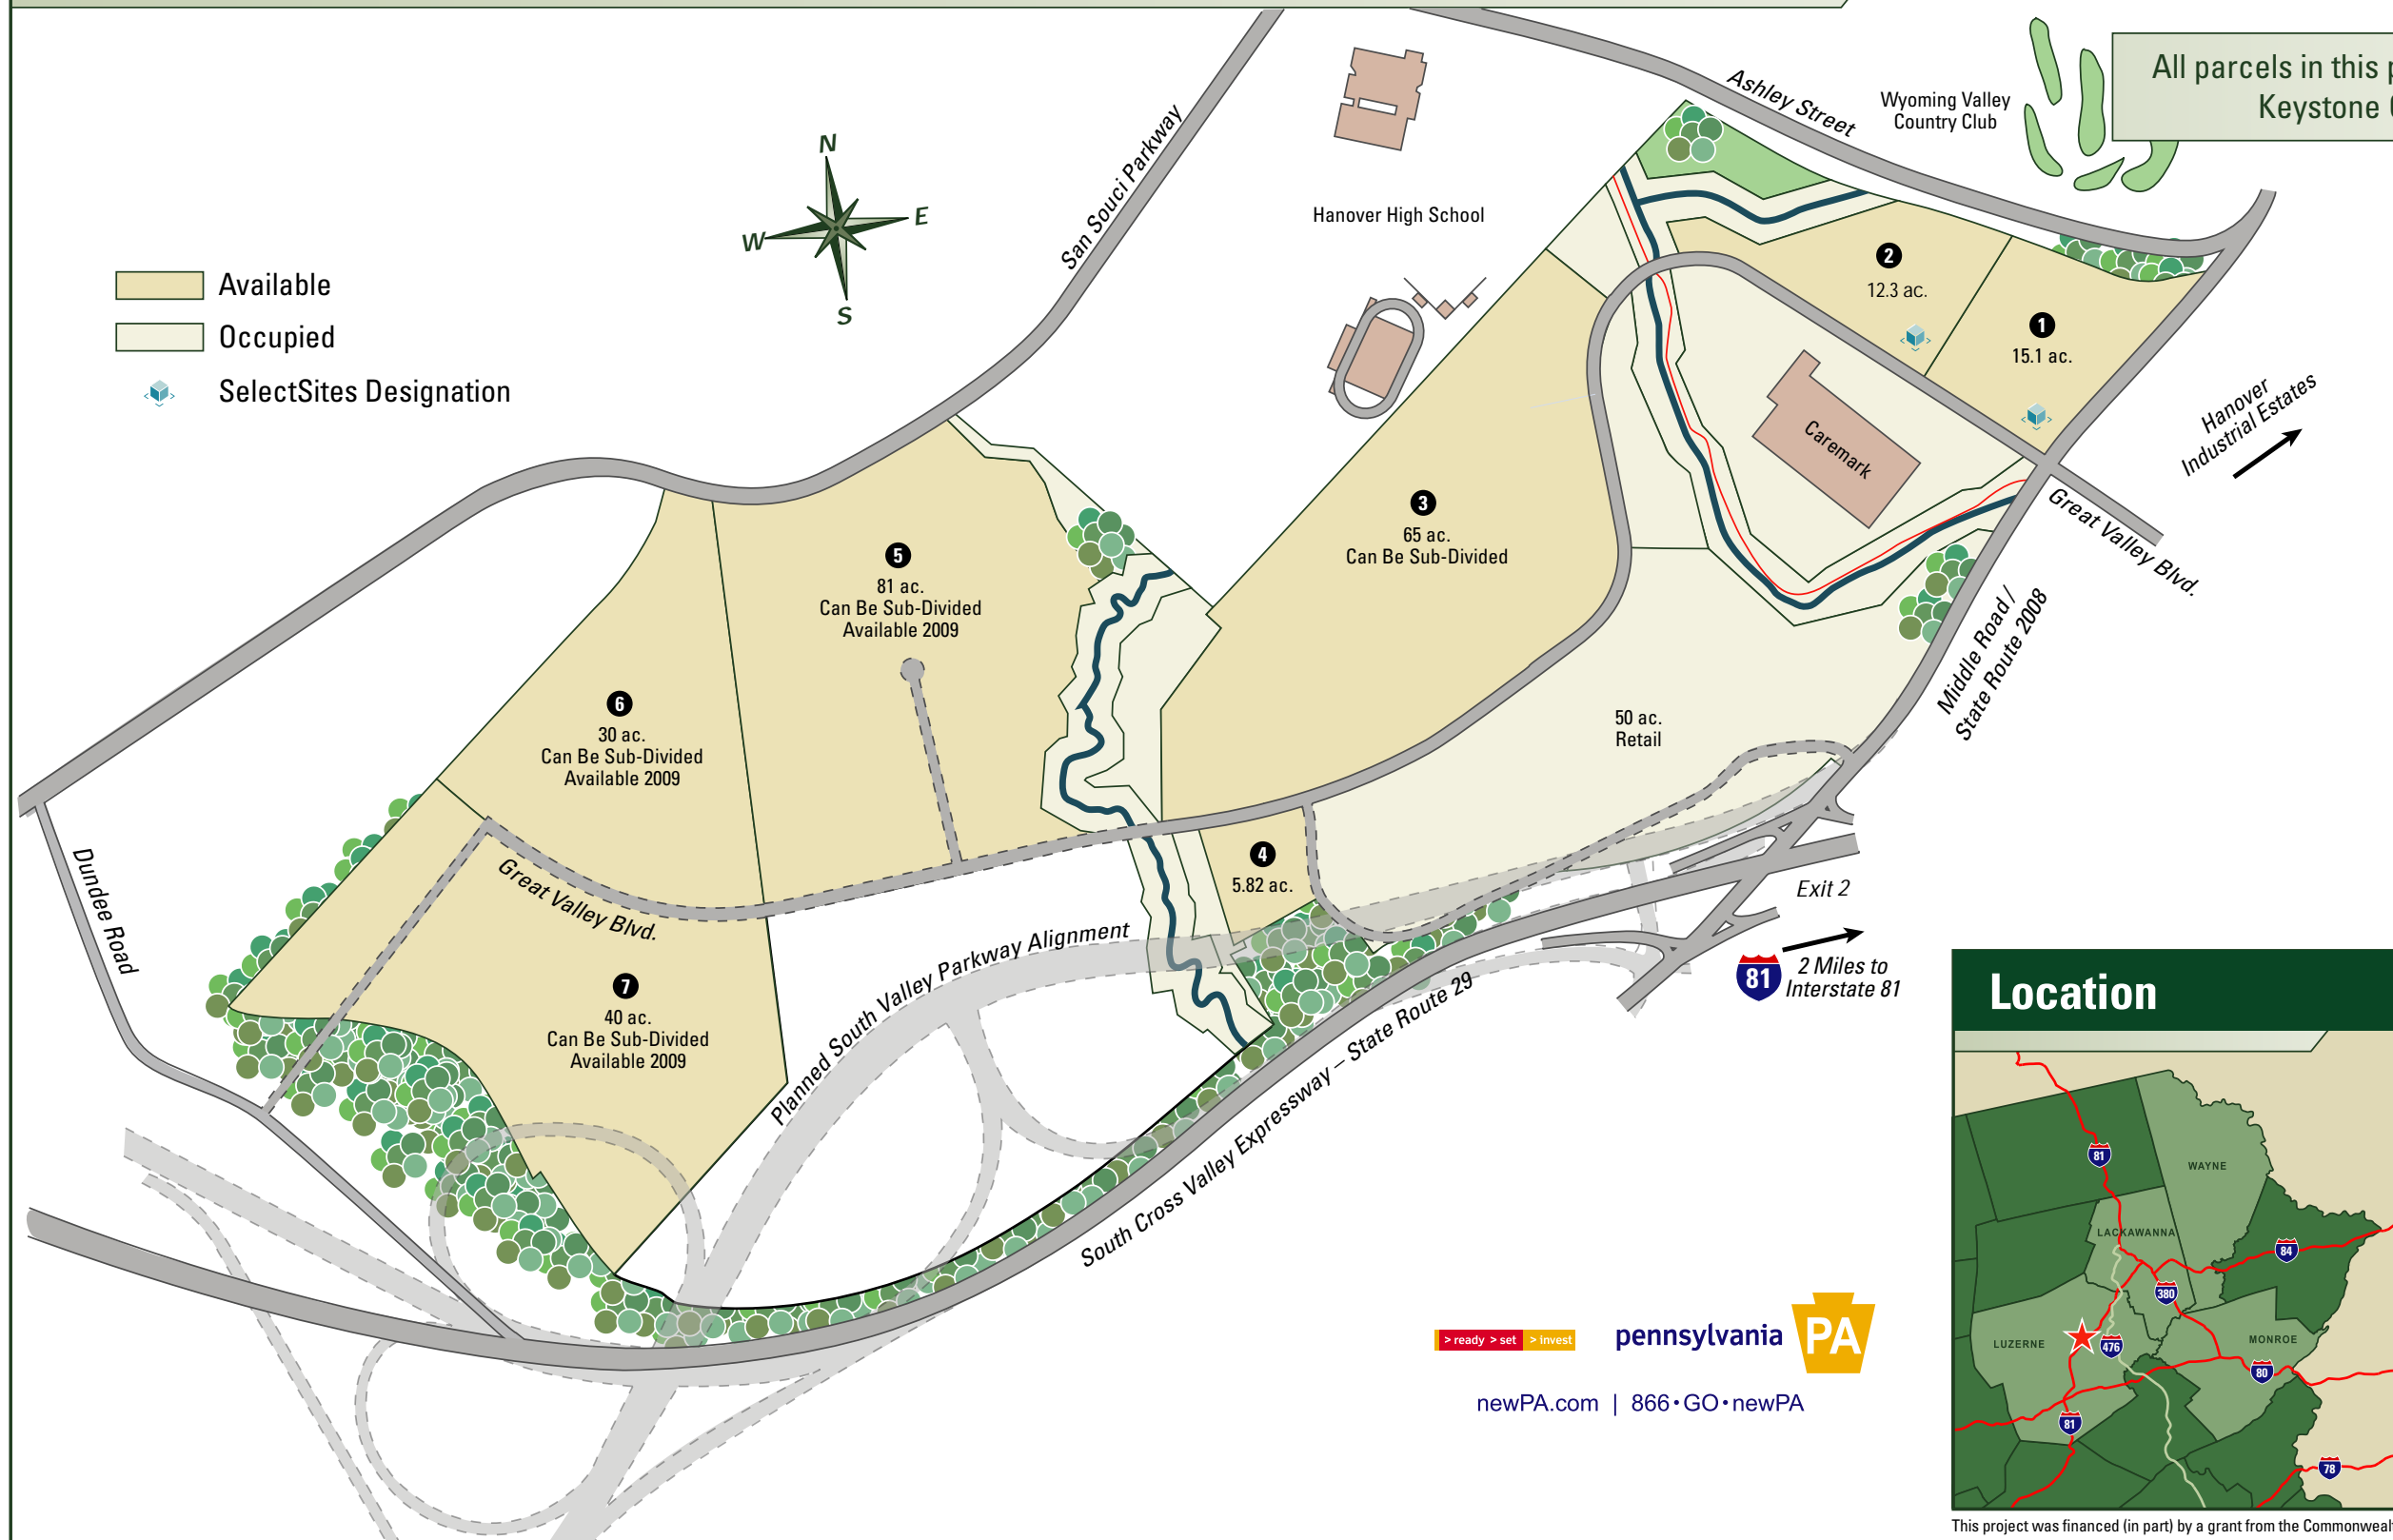 All parcels in this
Keystone
Ashley Street
Wyoming Valley
Country Club
San Souci Parkway
Hanover High School
N
W
E
S
Available
Occupied
SelectSites Designation
2
12.3 ac.
1
15.1 ac.
Hanover
Industrial Estates
Caremark
Great Valley Blvd.
3
65 ac.
Can Be Sub-Divided
5
81 ac.
Can Be Sub-Divided
Available 2009
Middle Road /
State Route 2008
6
30 ac.
Can Be Sub-Divided
Available 2009
50 ac.
Retail
4
5.82 ac.
Dundee Road
Great Valley Blvd.
Exit 2
Planned South Valley Parkway Alignment
81
2 Miles to
Interstate 81
7
40 ac.
Can Be Sub-Divided
Available 2009
South Cross Valley Expressway – State Route 29
Location
81
WAYNE
LACKAWANNA
84
380
LUZERNE
476
MONROE
80
81
78
> ready > set > invest
pennsylvania
PA
newPA.com | 866•GO•newPA
This project was financed (in part) by a grant from the